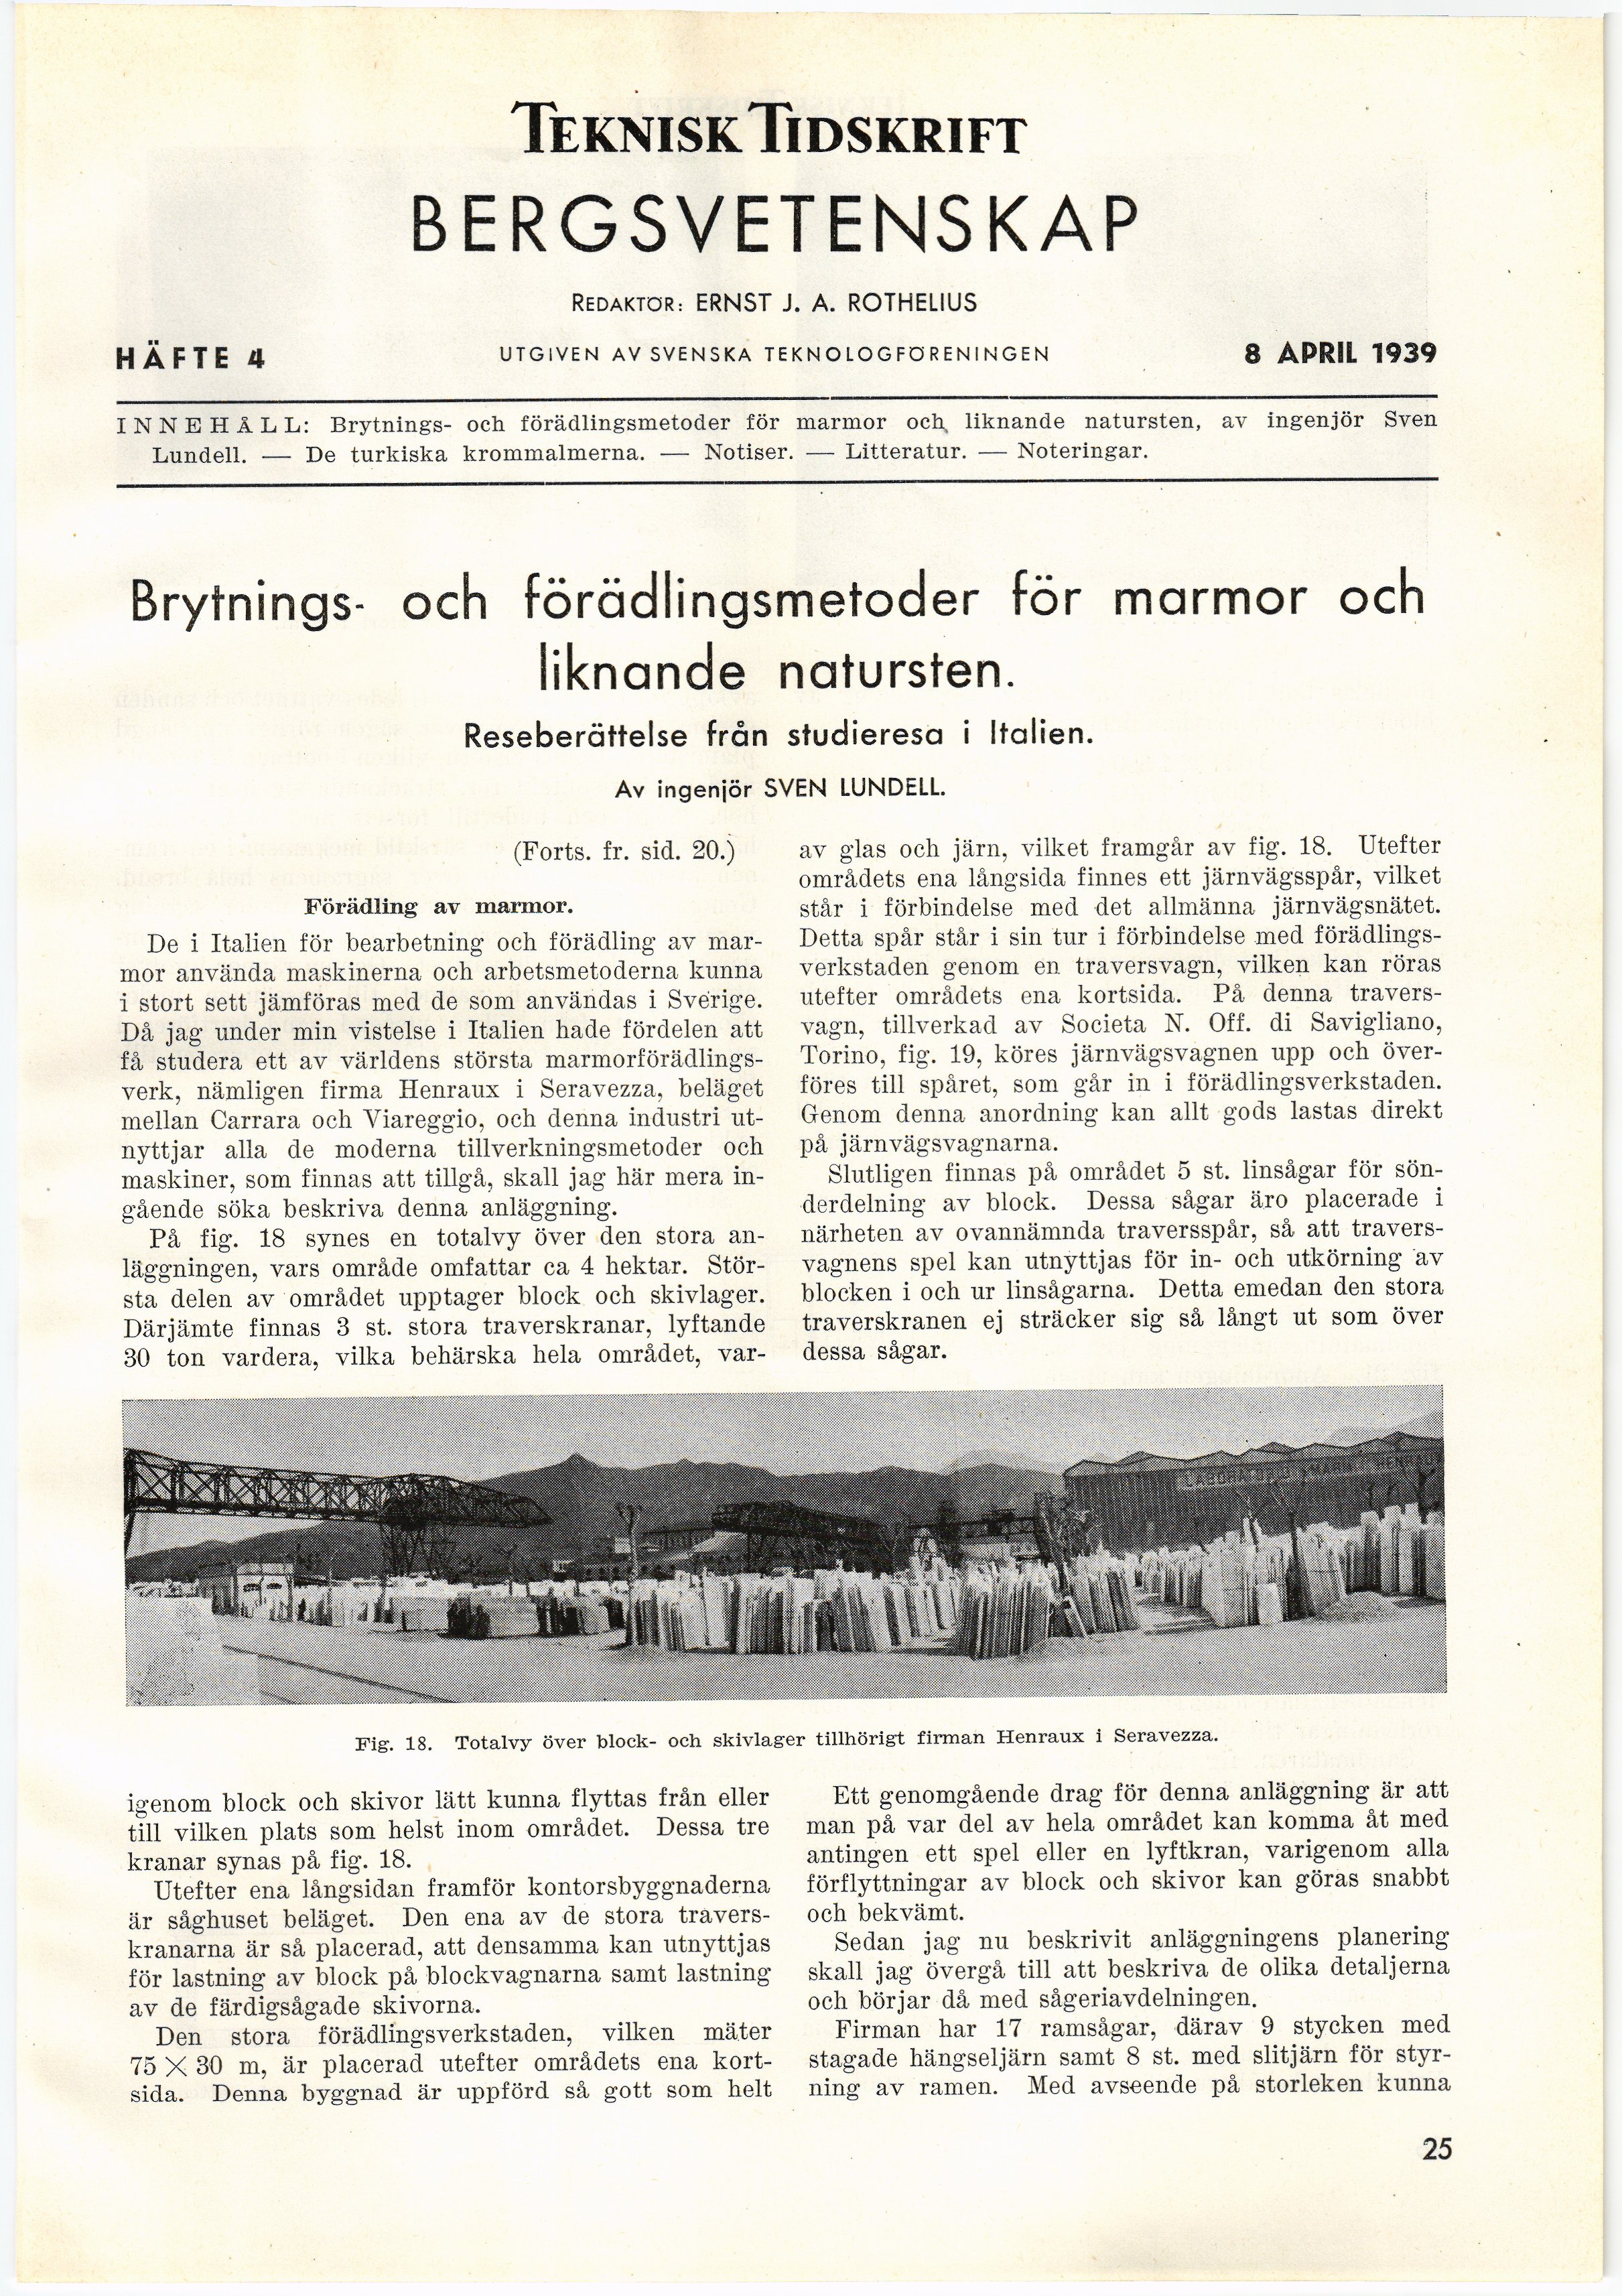 TEKNISK TIDSKRIFT
BERGSVETENSKAP
REDAKTÖR: ERNST J. A. ROTHELIUS
HÄFTE 4
UTGIVEN AV SVENSKA TEKNOLOGFÖRENINGEN
8 APRIL 1939
INNEHÅLL: Brytnings- och förädlingsmetoder för marmor och liknande natursten, av ingenjör Sven
Lundell. — De turkiska krommalmerna. — Notiser. — Litteratur. — Noteringar.
Brytnings- och förädlingsmetoder för marmor och
liknande natursten.
Reseberättelse från studieresa i Italien.
Av ingenjör SVEN LUNDELL.
(Forts. fr. sid. 20.)
Förädling av marmor.
De i Italien för bearbetning och förädling av mar-
mor använda maskinerna och arbetsmetoderna kunna
i stort sett jämföras med de som användas i Sverige.
Då jag under min vistelse i Italien hade fördelen att
få studera ett av världens största marmorförädlings-
verk, nämligen firma Henraux i Seravezza, beläget
mellan Carrara och Viareggio, och denna industri ut-
nyttjar alla de moderna tillverkningsmetoder och
maskiner, som finnas att tillgå, skall jag här mera in-
gående söka beskriva denna anläggning.
På fig. 18 synes en totalvy över den stora an-
läggningen, vars område omfattar ca 4 hektar. Stör-
sta delen av området upptager block och skivlager.
Därjämte finnas 3 st. stora traverskranar, lyftande
30 ton vardera, vilka behärska hela området, var-
av glas och järn, vilket framgår av fig. 18. Utefter
områdets ena långsida finnes ett järnvägsspår, vilket
står i förbindelse med det allmänna järnvägsnätet.
Detta spår står i sin tur i förbindelse med förädlings-
verkstaden genom en traversvagn, vilken kan röras
utefter områdets ena kortsida. På denna travers-
vagn, tillverkad av Societa N. Off. di Savigliano,
Torino, fig. 19, köres järnvägsvagnen upp och över-
föres till spåret, som går in i förädlingsverkstaden.
Genom denna anordning kan allt gods lastas direkt
på järnvägsvagnarna.
Slutligen finnas på området 5 st. linsågar för sön-
derdelning av block. Dessa sågar äro placerade i
närheten av ovannämnda traversspår, så att travers-
vagnens spel kan utnyttjas för in- och utkörning av
blocken i och ur linsågarna. Detta emedan den stora
traverskranen ej sträcker sig så långt ut som över
dessa sågar.
HENRAUX
Fig. 18. Totalvy över block- och skivlager tillhörigt firman Henraux i Seravezza.
igenom block och skivor lätt kunna flyttas från eller
till vilken plats som helst inom området. Dessa tre
kranar synas på fig. 18.
Utefter ena långsidan framför kontorsbyggnaderna
är såghuset beläget. Den ena av de stora travers-
kranarna är så placerad, att densamma kan utnyttjas
för lastning av block på blockvagnarna samt lastning
av de färdigsågade skivorna.
Den stora förädlingsverkstaden, vilken mäter
75 × 30 m, är placerad utefter områdets ena kort-
sida. Denna byggnad är uppförd så gott som helt
Ett genomgående drag för denna anläggning är att
man på var del av hela området kan komma åt med
antingen ett spel eller en lyftkran, varigenom alla
förflyttningar av block och skivor kan göras snabbt
och bekvämt.
Sedan jag nu beskrivit anläggningens planering
skall jag övergå till att beskriva de olika detaljerna
och börjar då med sågeriavdelningen.
Firman har 17 ramsågar, därav 9 stycken med
stagade hängseljärn samt 8 st. med slitjärn för styr-
ning av ramen. Med avseende på storleken kunna
25